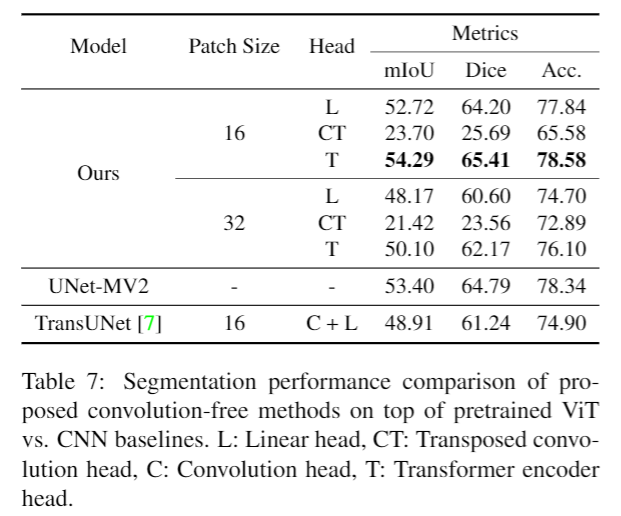 Model Patch Size Head Metrics
mIoU Dice Acc.
Ours 16 L 52.72 64.20 77.84
CT 23.70 25.69 65.58
T 54.29 65.41 78.58
32 L 48.17 60.60 74.70
CT 21.42 23.56 72.89
T 50.10 62.17 76.10
UNet-MV2 - - 53.40 64.79 78.34
TransUNet [7] 16 C + L 48.91 61.24 74.90
Table 7: Segmentation performance comparison of pro-
posed convolution-free methods on top of pretrained ViT
vs. CNN baselines. L: Linear head, CT: Transposed convo-
lution head, C: Convolution head, T: Transformer encoder
head.